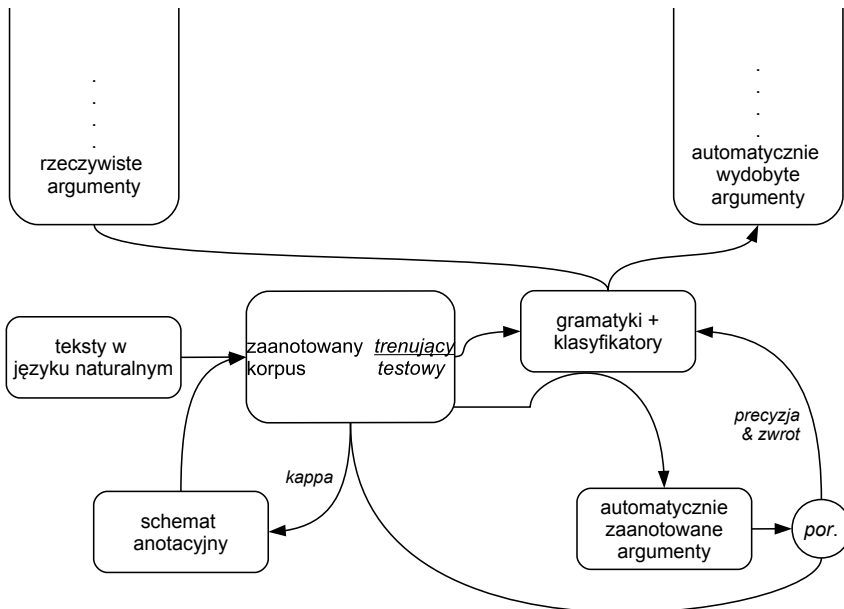 rzeczywiste
argumenty
automatycznie
wydobyte
argumenty
teksty w
języku naturalnym
zaanotowany
korpus
trenujący
testowy
gramatyki +
klasyfikatory
precyzja
& zwrot
kappa
schemat
anotacyjny
automatycznie
zaanotowane
argumenty
por.